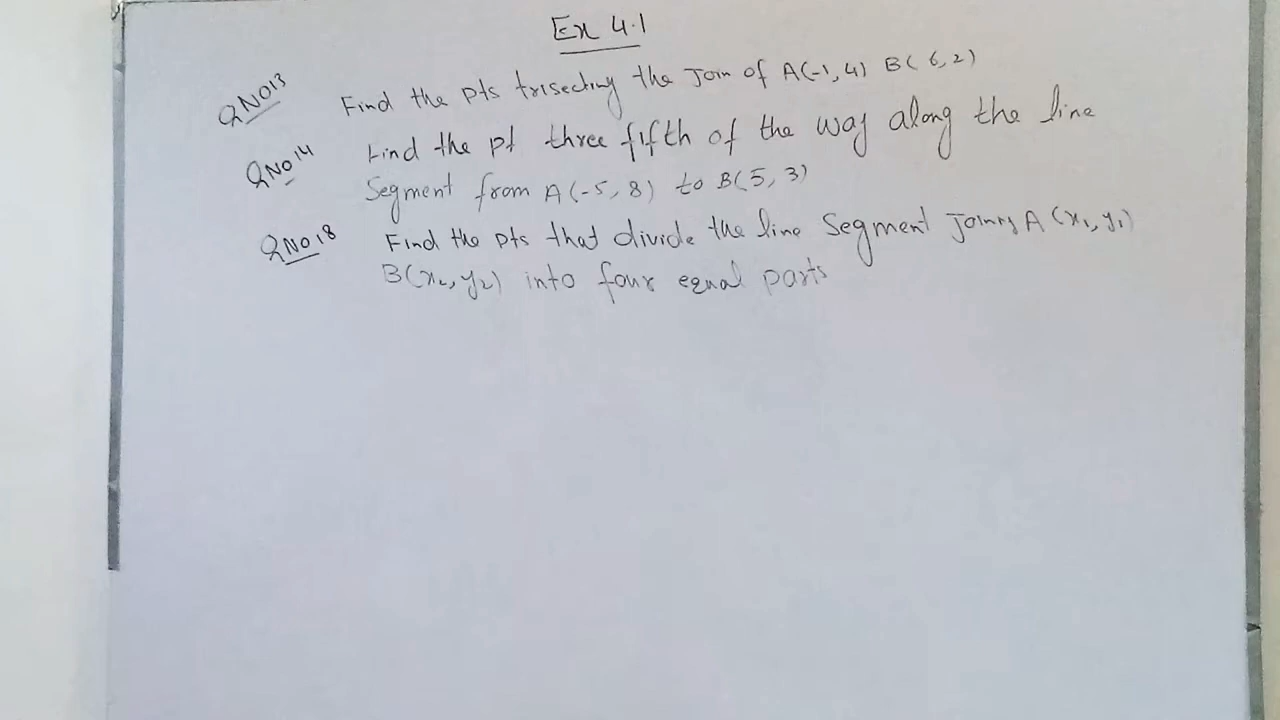 Ex 4.1
QNO13 Find the pts trisecting the Join of A(-1,4) B(6,2)
QNO14 Find the pt three fifth of the way along the line
Segment from A(-5,8) to B(5,3)
QNO18 Find the pts that divide the line Segment Joining A(x₁,y₁)
B(x₂,y₂) into four equal parts